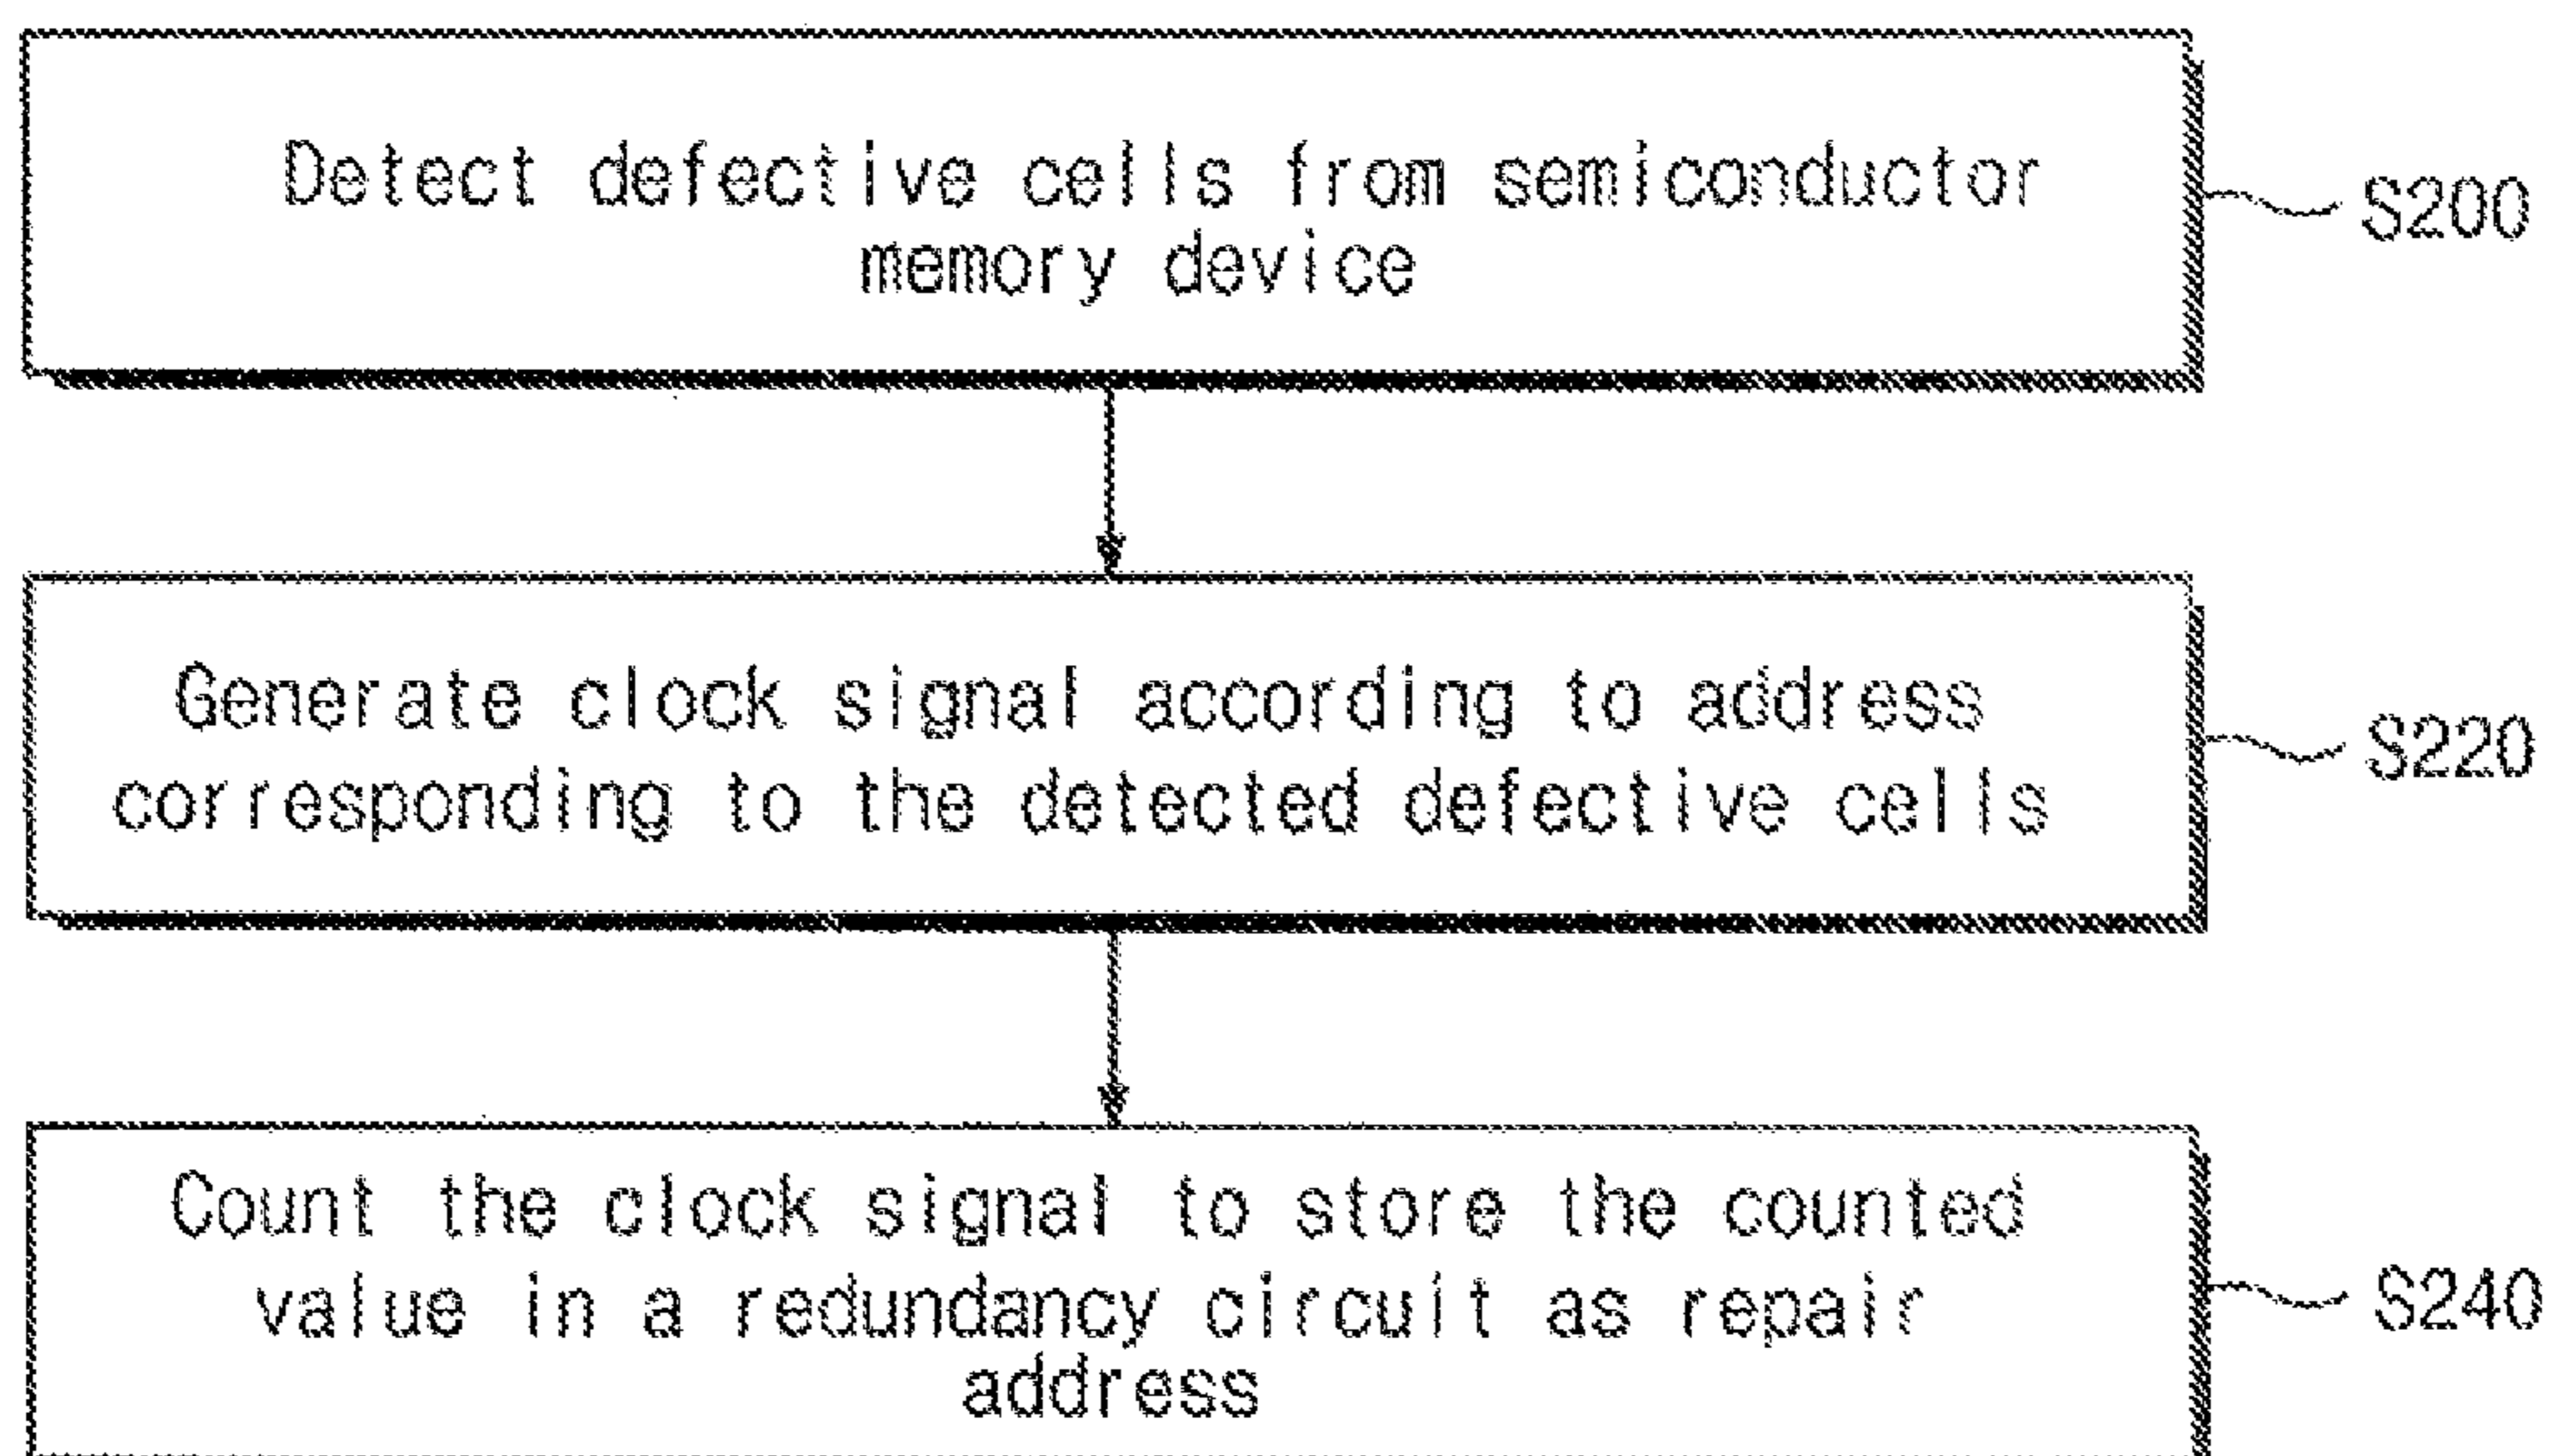 Detect defective cells from semiconductor
memory device
S200
Generate clock signal according to address
corresponding to the detected defective cells
S220
Count the clock signal to store the counted
value in a redundancy circuit as repair
address
S240